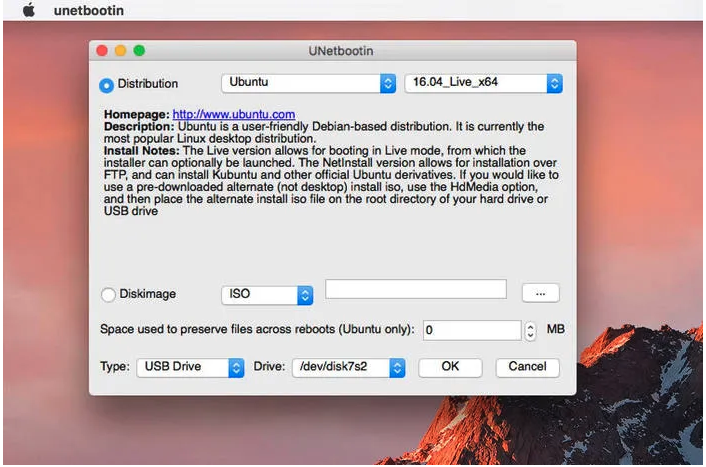 unetbootin
UNetbootin
Distribution Ubuntu 16.04_Live_x64
Homepage: http://www.ubuntu.com
Description: Ubuntu is a user-friendly Debian-based distribution. It is currently the
most popular Linux desktop distribution.
Install Notes: The Live version allows for booting in Live mode, from which the
installer can optionally be launched. The NetInstall version allows for installation over
FTP, and can install Kubuntu and other official Ubuntu derivatives. If you would like to
use a pre-downloaded alternate (not desktop) install iso, use the HdMedia option,
and then place the alternate install iso file on the root directory of your hard drive or
USB drive
Diskimage ISO ...
Space used to preserve files across reboots (Ubuntu only): 0 MB
Type: USB Drive Drive: /dev/disk7s2 OK Cancel